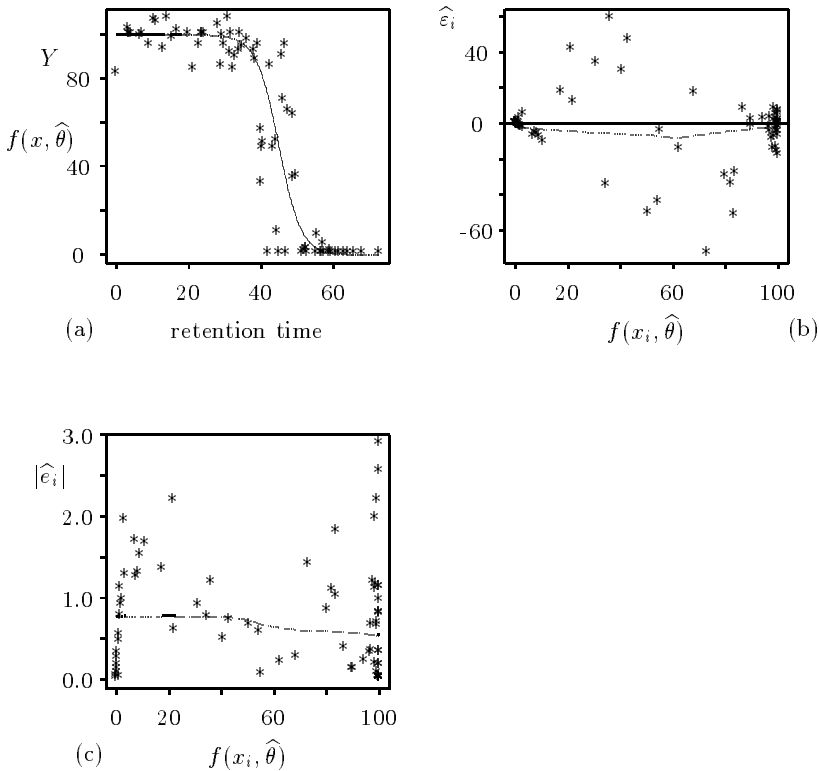 Y
f(x, θ̂)
80
40
0
0 20 40 60
(a) retention time
ε̂ᵢ
40
0
-60
0 20 60 100
f(xᵢ, θ̂) (b)
3.0
|êᵢ|
2.0
1.0
0.0
0 20 60 100
(c) f(xᵢ, θ̂)